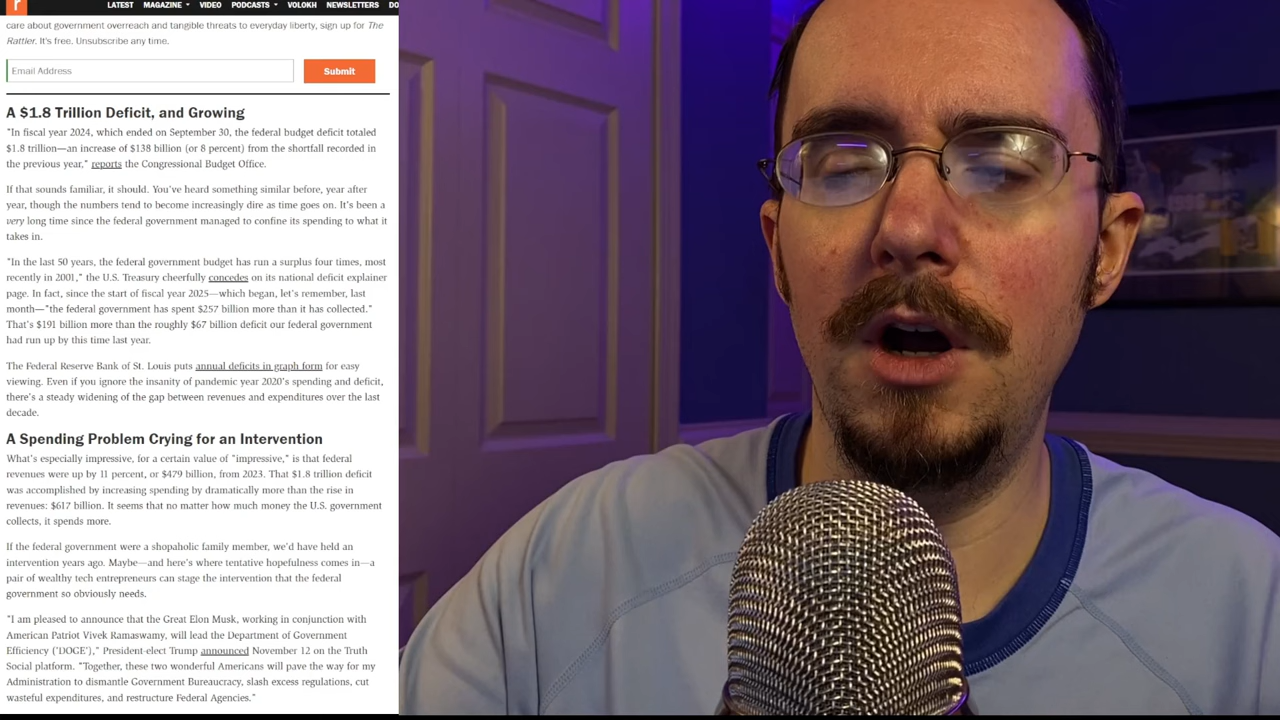 r LATEST MAGAZINE VIDEO PODCASTS VOLOKH NEWSLETTERS DO
care about government overreach and tangible threats to everyday liberty, sign up for The
Rattler. It's free. Unsubscribe any time.
Email Address Submit
A $1.8 Trillion Deficit, and Growing
"In fiscal year 2024, which ended on September 30, the federal budget deficit totaled
$1.8 trillion—an increase of $138 billion (or 8 percent) from the shortfall recorded in
the previous year," reports the Congressional Budget Office.
If that sounds familiar, it should. You've heard something similar before, year after
year, though the numbers tend to become increasingly dire as time goes on. It's been a
very long time since the federal government managed to confine its spending to what it
takes in.
"In the last 50 years, the federal government budget has run a surplus four times, most
recently in 2001," the U.S. Treasury cheerfully concedes on its national deficit explainer
page. In fact, since the start of fiscal year 2025—which began, let's remember, last
month—"the federal government has spent $257 billion more than it has collected."
That's $191 billion more than the roughly $67 billion deficit our federal government
had run up by this time last year.
The Federal Reserve Bank of St. Louis puts annual deficits in graph form for easy
viewing. Even if you ignore the insanity of pandemic year 2020's spending and deficit,
there's a steady widening of the gap between revenues and expenditures over the last
decade.
A Spending Problem Crying for an Intervention
What's especially impressive, for a certain value of "impressive," is that federal
revenues were up by 11 percent, or $479 billion, from 2023. That $1.8 trillion deficit
was accomplished by increasing spending by dramatically more than the rise in
revenues: $617 billion. It seems that no matter how much money the U.S. government
collects, it spends more.
If the federal government were a shopaholic family member, we'd have held an
intervention years ago. Maybe—and here's where tentative hopefulness comes in—a
pair of wealthy tech entrepreneurs can stage the intervention that the federal
government so obviously needs.
"I am pleased to announce that the Great Elon Musk, working in conjunction with
American Patriot Vivek Ramaswamy, will lead the Department of Government
Efficiency ('DOGE')," President-elect Trump announced November 12 on the Truth
Social platform. "Together, these two wonderful Americans will pave the way for my
Administration to dismantle Government Bureaucracy, slash excess regulations, cut
wasteful expenditures, and restructure Federal Agencies."